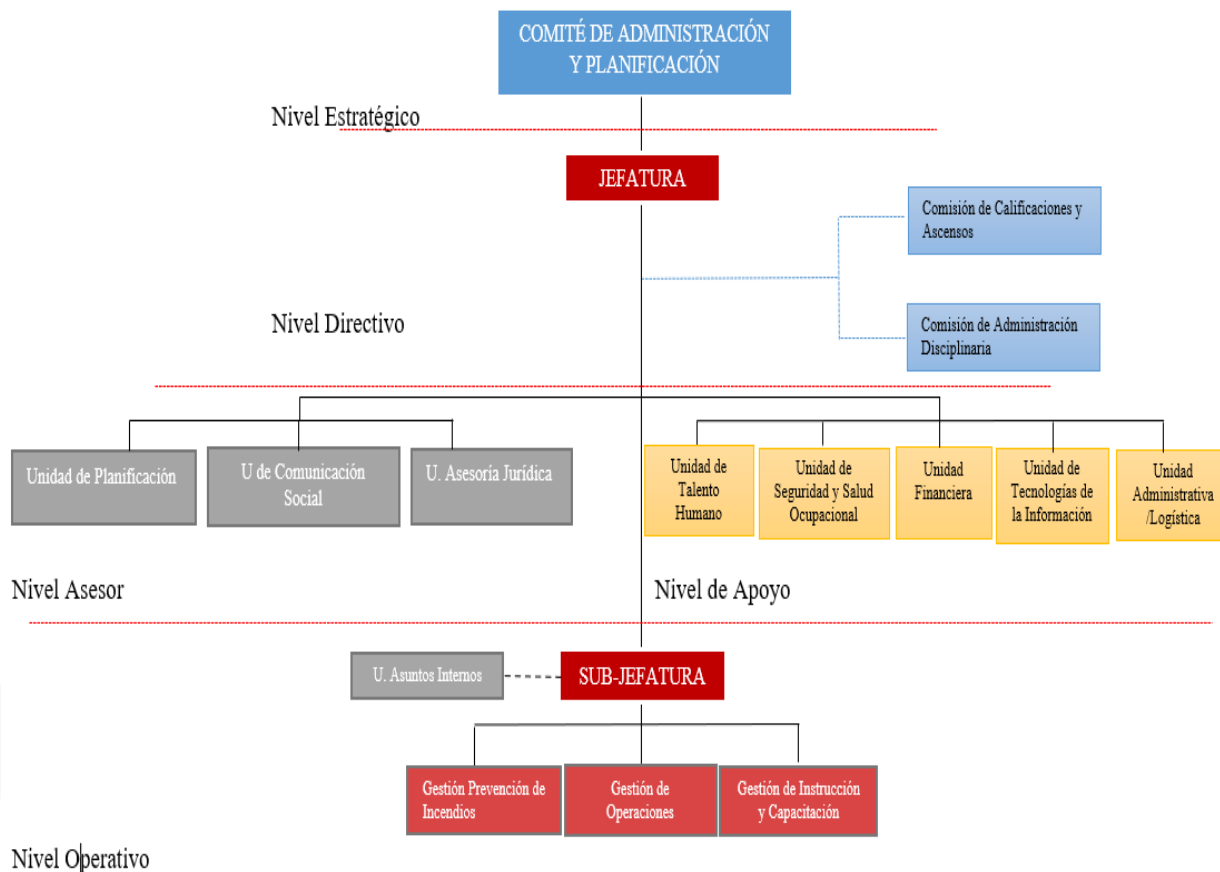 COMITÉ DE ADMINISTRACIÓN
Y PLANIFICACIÓN
Nivel Estratégico
JEFATURA
Comisión de Calificaciones y
Ascensos
Nivel Directivo
Comisión de Administración
Disciplinaria
Unidad de Planificación
U de Comunicación
Social
U. Asesoría Jurídica
Unidad de
Talento
Humano
Unidad de
Seguridad y Salud
Ocupacional
Unidad
Financiera
Unidad de
Tecnologías de
la Información
Unidad
Administrativa
/Logística
Nivel Asesor
Nivel de Apoyo
U. Asuntos Internos
SUB-JEFATURA
Gestión Prevención de
Incendios
Gestión de
Operaciones
Gestión de Instrucción
y Capacitación
Nivel Operativo